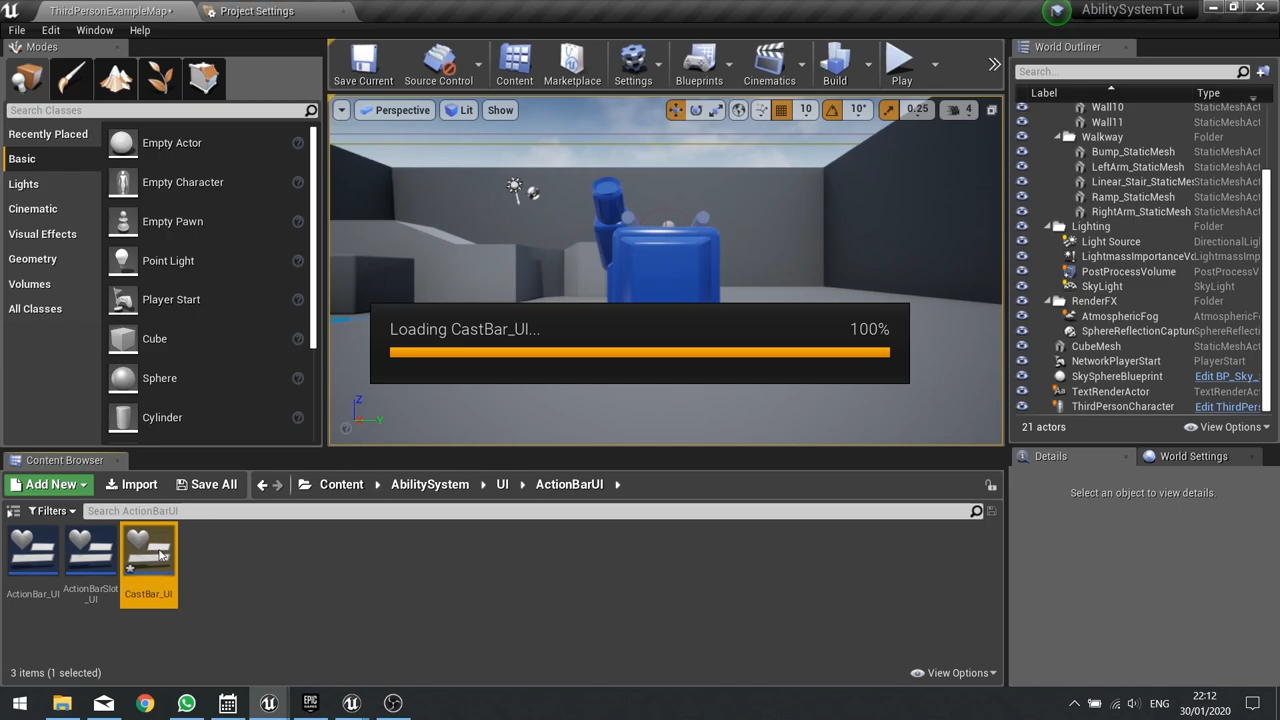 ThirdPersonExampleMap*
Project Settings
AbilitySystemTut
File Edit Window Help
Modes
Search Classes
Recently Placed
Basic
Lights
Cinematic
Visual Effects
Geometry
Volumes
All Classes
Empty Actor
Empty Character
Empty Pawn
Point Light
Player Start
Cube
Sphere
Cylinder
Save Current
Source Control
Content
Marketplace
Settings
Blueprints
Cinematics
Build
Play
Perspective
Lit
Show
10
10°
0.25
4
Loading CastBar_UI...
100%
Z
Y
World Outliner
Search...
Label Type
Wall10 StaticMeshAct
Wall11 StaticMeshAct
Walkway Folder
Bump_StaticMesh StaticMeshAct
LeftArm_StaticMesh StaticMeshAct
Linear_Stair_StaticMes StaticMeshAct
Ramp_StaticMesh StaticMeshAct
RightArm_StaticMesh StaticMeshAct
Lighting Folder
Light Source DirectionalLig
LightmassImportanceVo LightmassImp
PostProcessVolume PostProcessV
SkyLight SkyLight
RenderFX Folder
AtmosphericFog AtmosphericF
SphereReflectionCapture SphereReflect
CubeMesh StaticMeshAct
NetworkPlayerStart PlayerStart
SkySphereBlueprint Edit BP_Sky_
TextRenderActor TextRenderAc
ThirdPersonCharacter Edit ThirdPers
21 actors
View Options
Content Browser
Add New
Import
Save All
Content AbilitySystem UI ActionBarUI
Filters
Search ActionBarUI
ActionBar_UI
ActionBarSlot
_UI
CastBar_UI
3 items (1 selected)
View Options
Details
World Settings
Select an object to view details.
ENG
22:12
30/01/2020